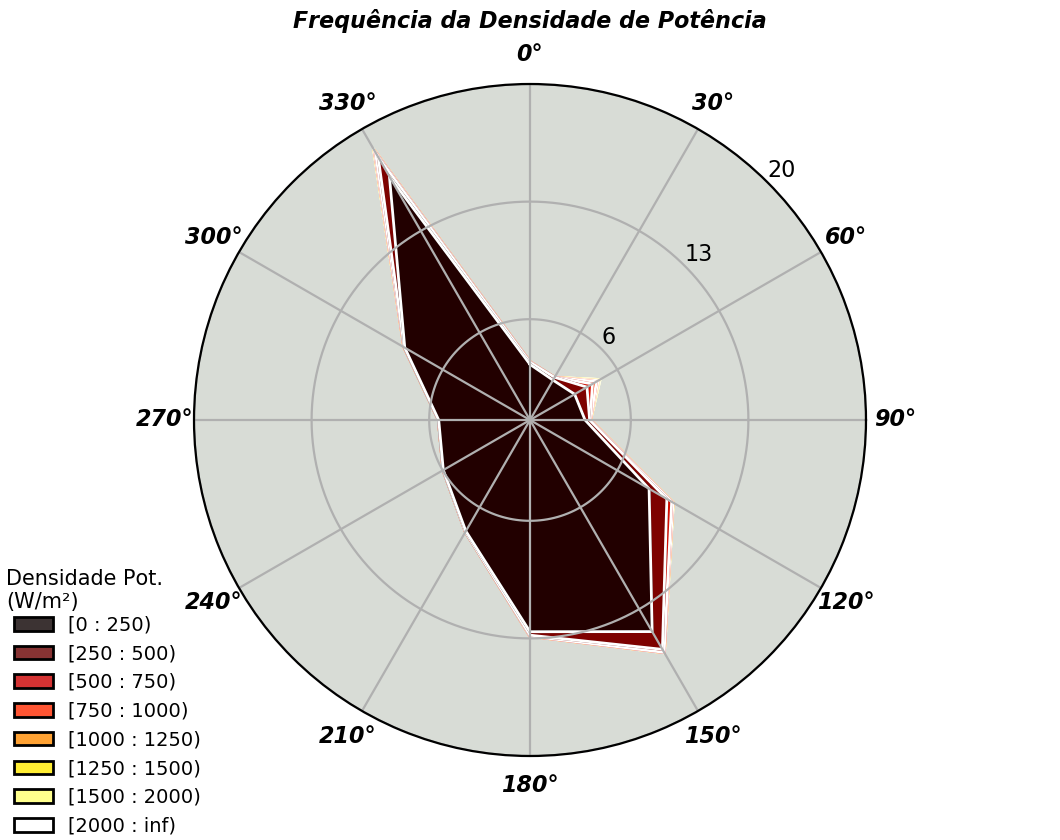 Frequência da Densidade de Potência
0°
330°
30°
20
300°
60°
13
6
270°
90°
240°
120°
210°
150°
180°
Densidade Pot.
(W/m²)
[0 : 250)
[250 : 500)
[500 : 750)
[750 : 1000)
[1000 : 1250)
[1250 : 1500)
[1500 : 2000)
[2000 : inf)